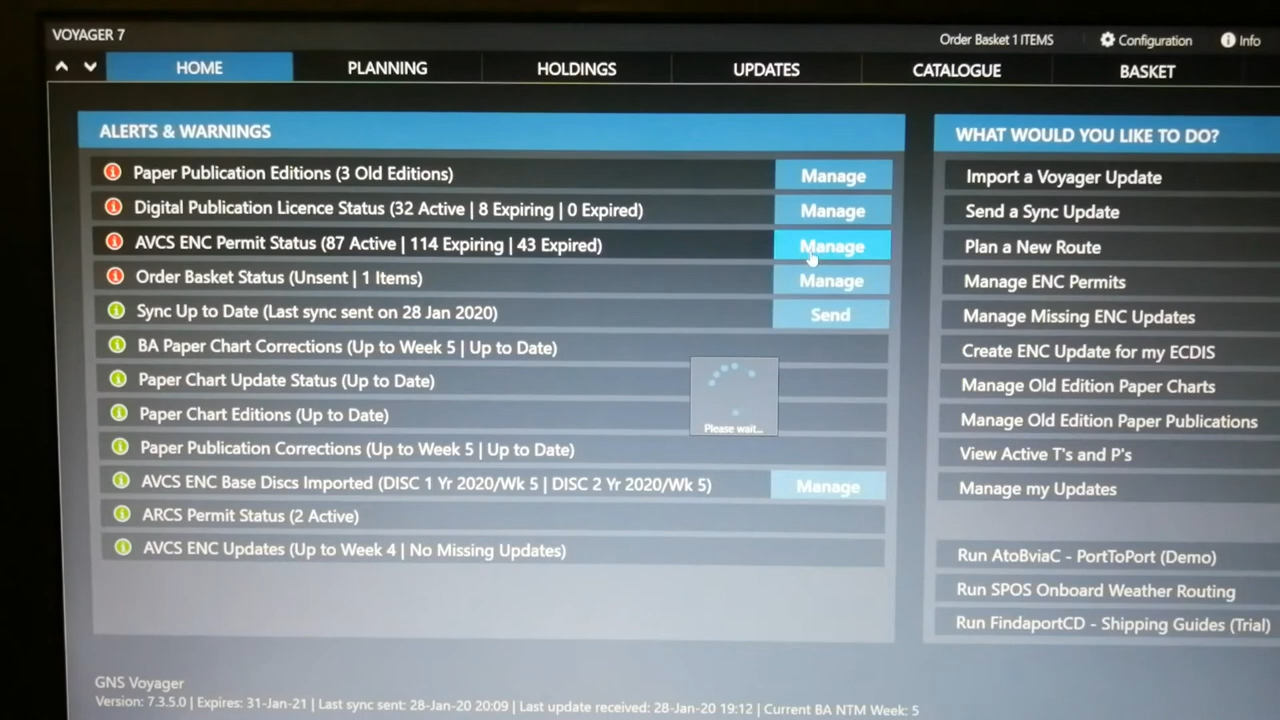 VOYAGER 7
Order Basket 1 ITEMS
Configuration
Info
HOME
PLANNING
HOLDINGS
UPDATES
CATALOGUE
BASKET
ALERTS & WARNINGS
Paper Publication Editions (3 Old Editions)
Manage
Digital Publication Licence Status (32 Active | 8 Expiring | 0 Expired)
Manage
AVCS ENC Permit Status (87 Active | 114 Expiring | 43 Expired)
Manage
Order Basket Status (Unsent | 1 Items)
Manage
Sync Up to Date (Last sync sent on 28 Jan 2020)
Send
BA Paper Chart Corrections (Up to Week 5 | Up to Date)
Paper Chart Update Status (Up to Date)
Paper Chart Editions (Up to Date)
Please wait...
Paper Publication Corrections (Up to Week 5 | Up to Date)
AVCS ENC Base Discs Imported (DISC 1 Yr 2020/Wk 5 | DISC 2 Yr 2020/Wk 5)
Manage
ARCS Permit Status (2 Active)
AVCS ENC Updates (Up to Week 4 | No Missing Updates)
WHAT WOULD YOU LIKE TO DO?
Import a Voyager Update
Send a Sync Update
Plan a New Route
Manage ENC Permits
Manage Missing ENC Updates
Create ENC Update for my ECDIS
Manage Old Edition Paper Charts
Manage Old Edition Paper Publications
View Active T's and P's
Manage my Updates
Run AtoBviaC - PortToPort (Demo)
Run SPOS Onboard Weather Routing
Run FindaportCD - Shipping Guides (Trial)
GNS Voyager
Version: 7.3.5.0 | Expires: 31-Jan-21 | Last sync sent: 28-Jan-20 20:09 | Last update received: 28-Jan-20 19:12 | Current BA NTM Week: 5